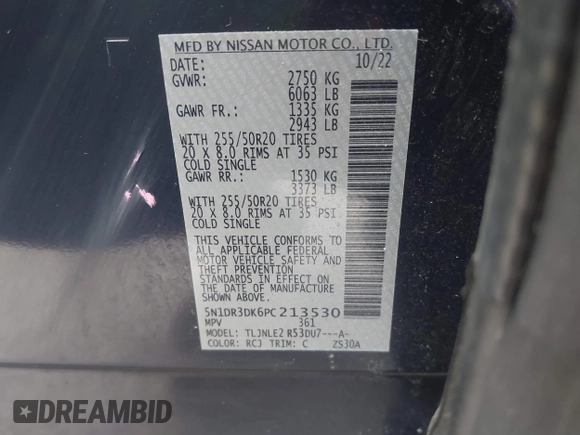 MFD BY NISSAN MOTOR CO., LTD.
DATE: 10/22
GVWR: 2750 KG
6063 LB
GAWR FR.: 1335 KG
2943 LB
WITH 255/50R20 TIRES
20 X 8.0 RIMS AT 35 PSI
COLD SINGLE
GAWR RR.: 1530 KG
3373 LB
WITH 255/50R20 TIRES
20 X 8.0 RIMS AT 35 PSI
COLD SINGLE
THIS VEHICLE CONFORMS TO
ALL APPLICABLE FEDERAL
MOTOR VEHICLE SAFETY AND
THEFT PREVENTION
STANDARDS IN EFFECT ON
THE DATE OF MANUFACTURE
SHOWN ABOVE.
5N1DR3DK6PC213530
MPV 361
MODEL: TLJNLE2 R53DU7---A-
COLOR: RCJ TRIM: C ZS30A
DREAMBID